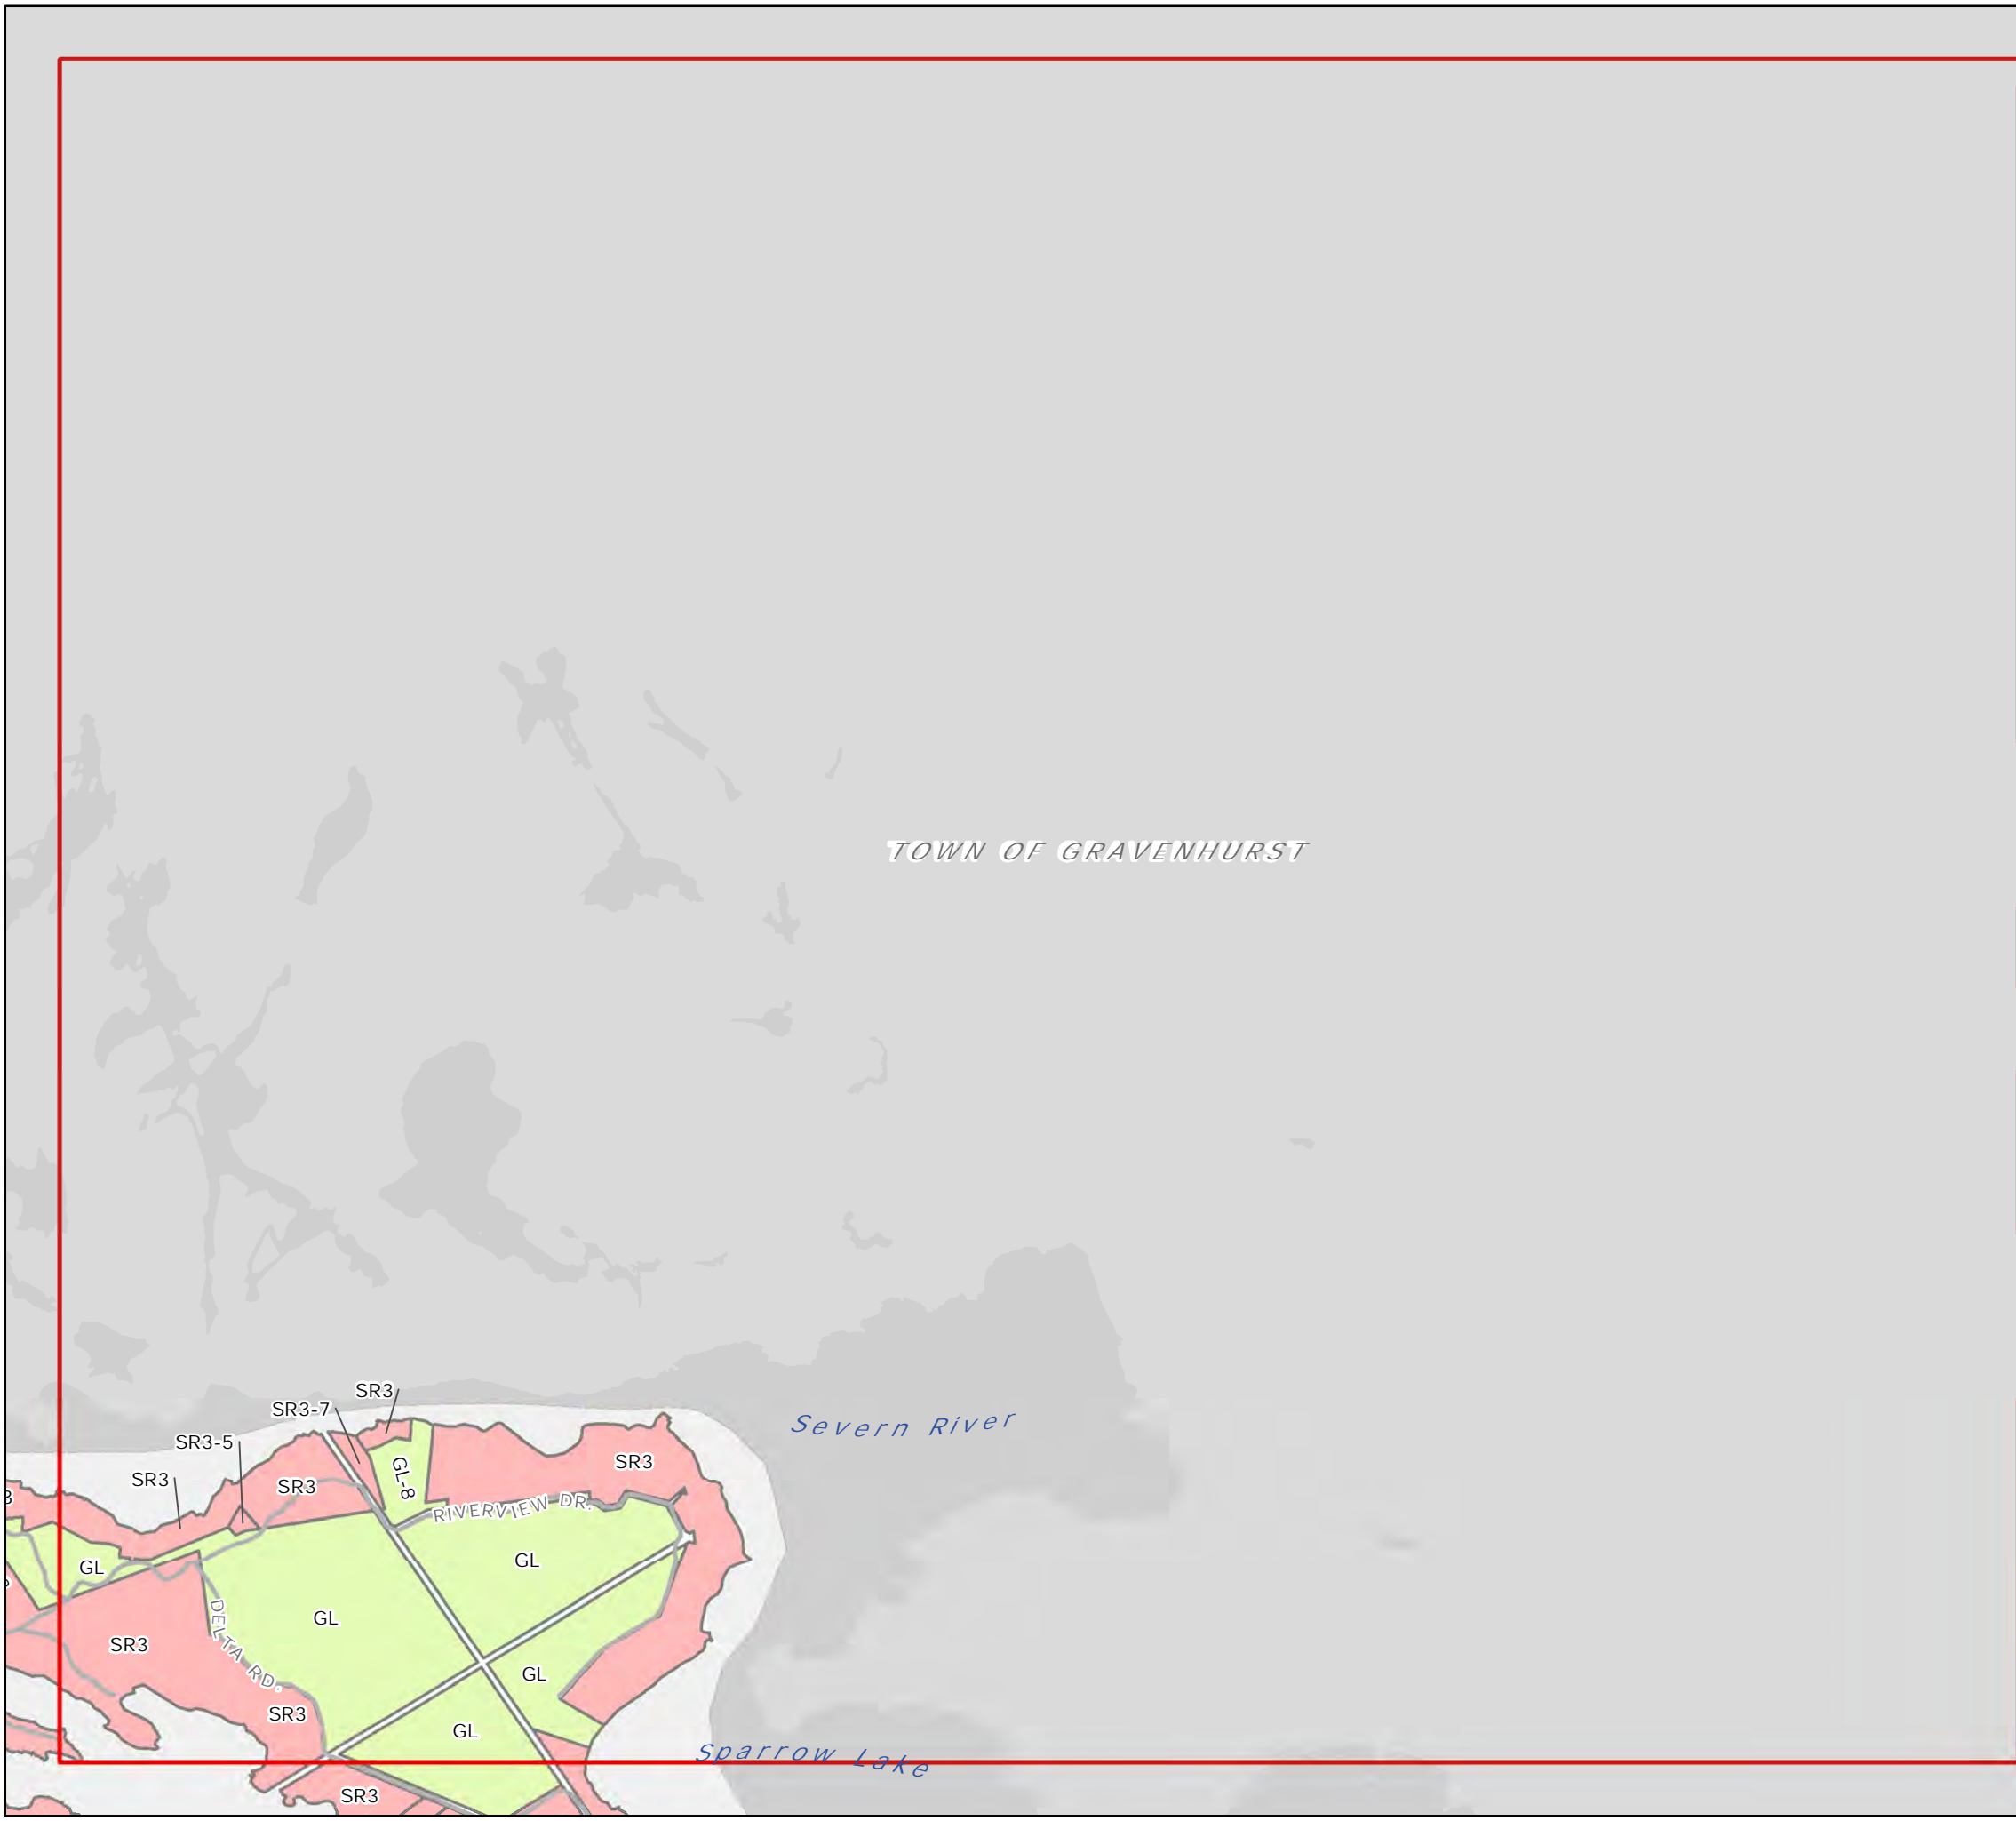 TOWN OF GRAVENHURST
SR3
SR3-7
Severn River
SR3-5
SR3
SR3
SR3
GL-8
3
RIVERVIEW DR.
GL
GL
GL
DELTA RD.
SR3
GL
SR3
GL
Sparrow Lake
SR3